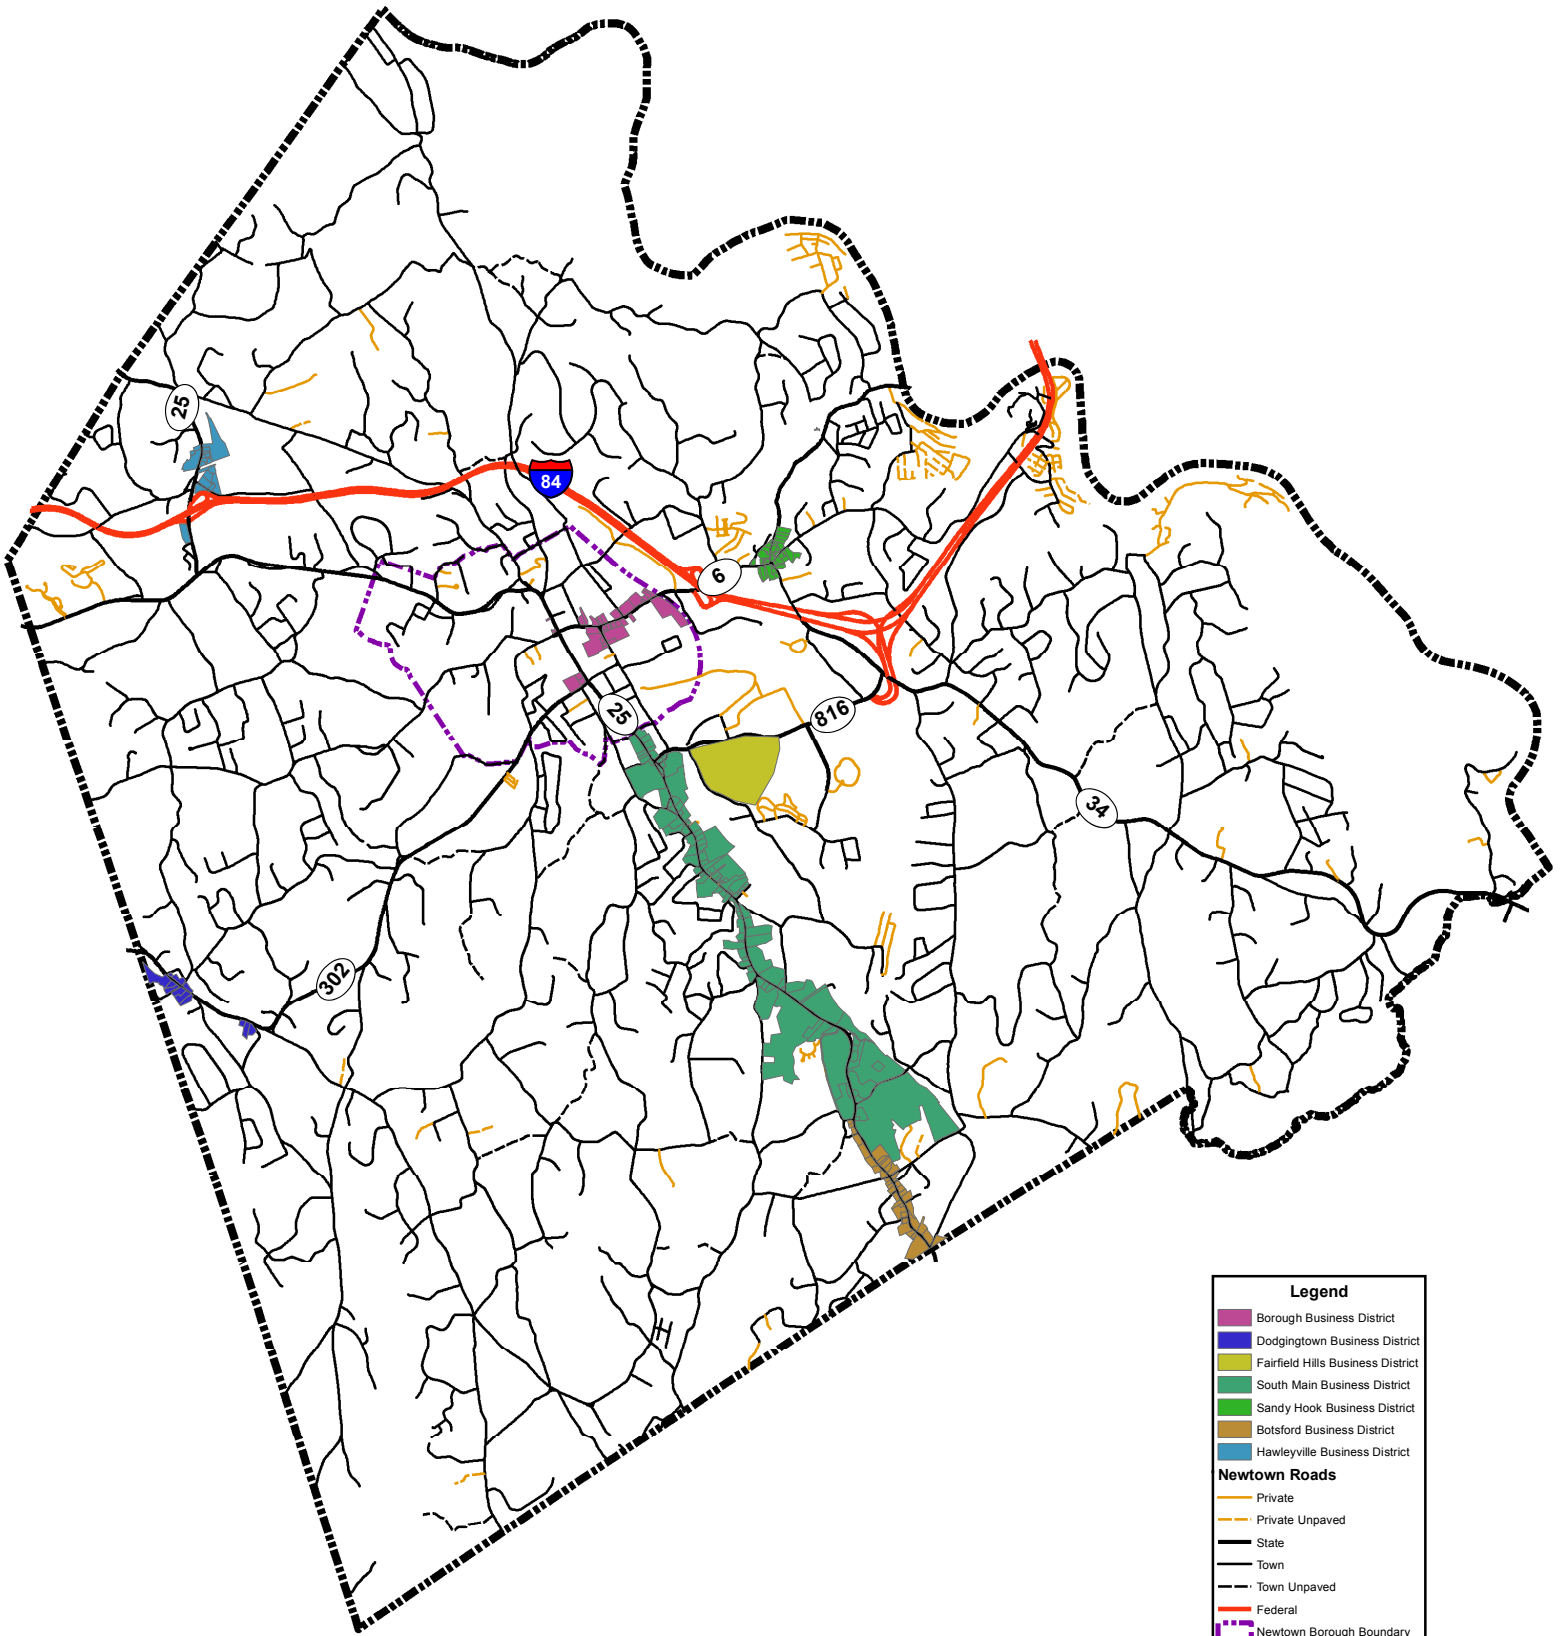 25
84
6
25
816
34
302
Legend
Borough Business District
Dodgingtown Business District
Fairfield Hills Business District
South Main Business District
Sandy Hook Business District
Botsford Business District
Hawleyville Business District
Newtown Roads
Private
Private Unpaved
State
Town
Town Unpaved
Federal
Newtown Borough Boundary